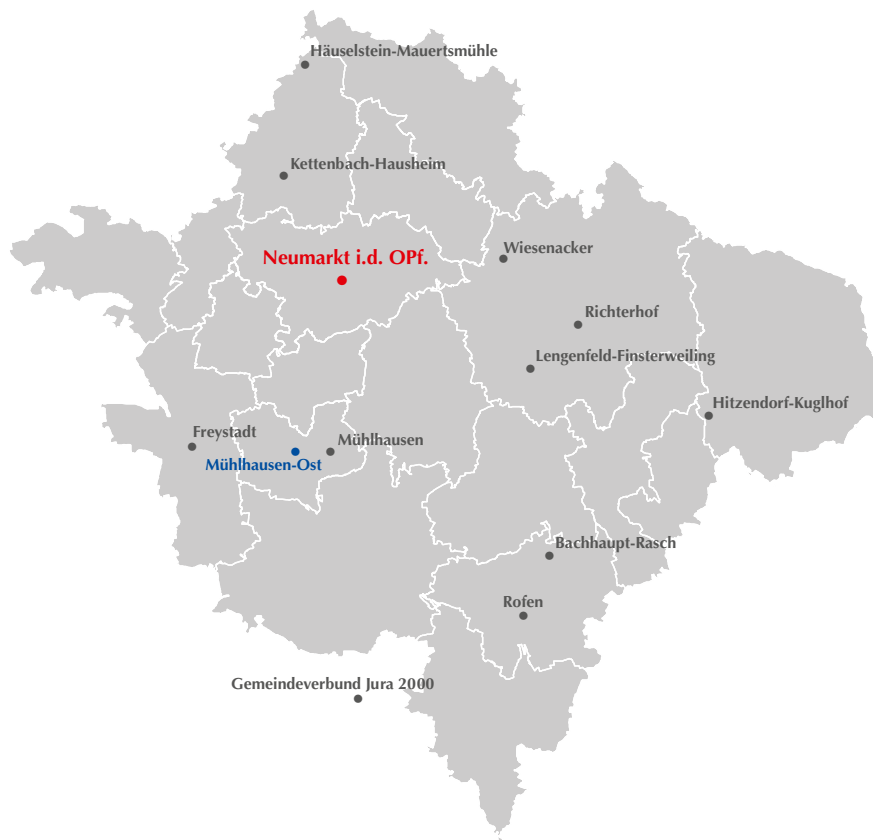 Häuselstein-Mauertsmühle
Kettenbach-Hausheim
Wiesenacker
Neumarkt i.d. OPf.
Richterhof
Lengenfeld-Finsterweiling
Hitzendorf-Kuglhof
Freystadt
Mühlhausen
Mühlhausen-Ost
Bachhaupt-Rasch
Rofen
Gemeindeverbund Jura 2000